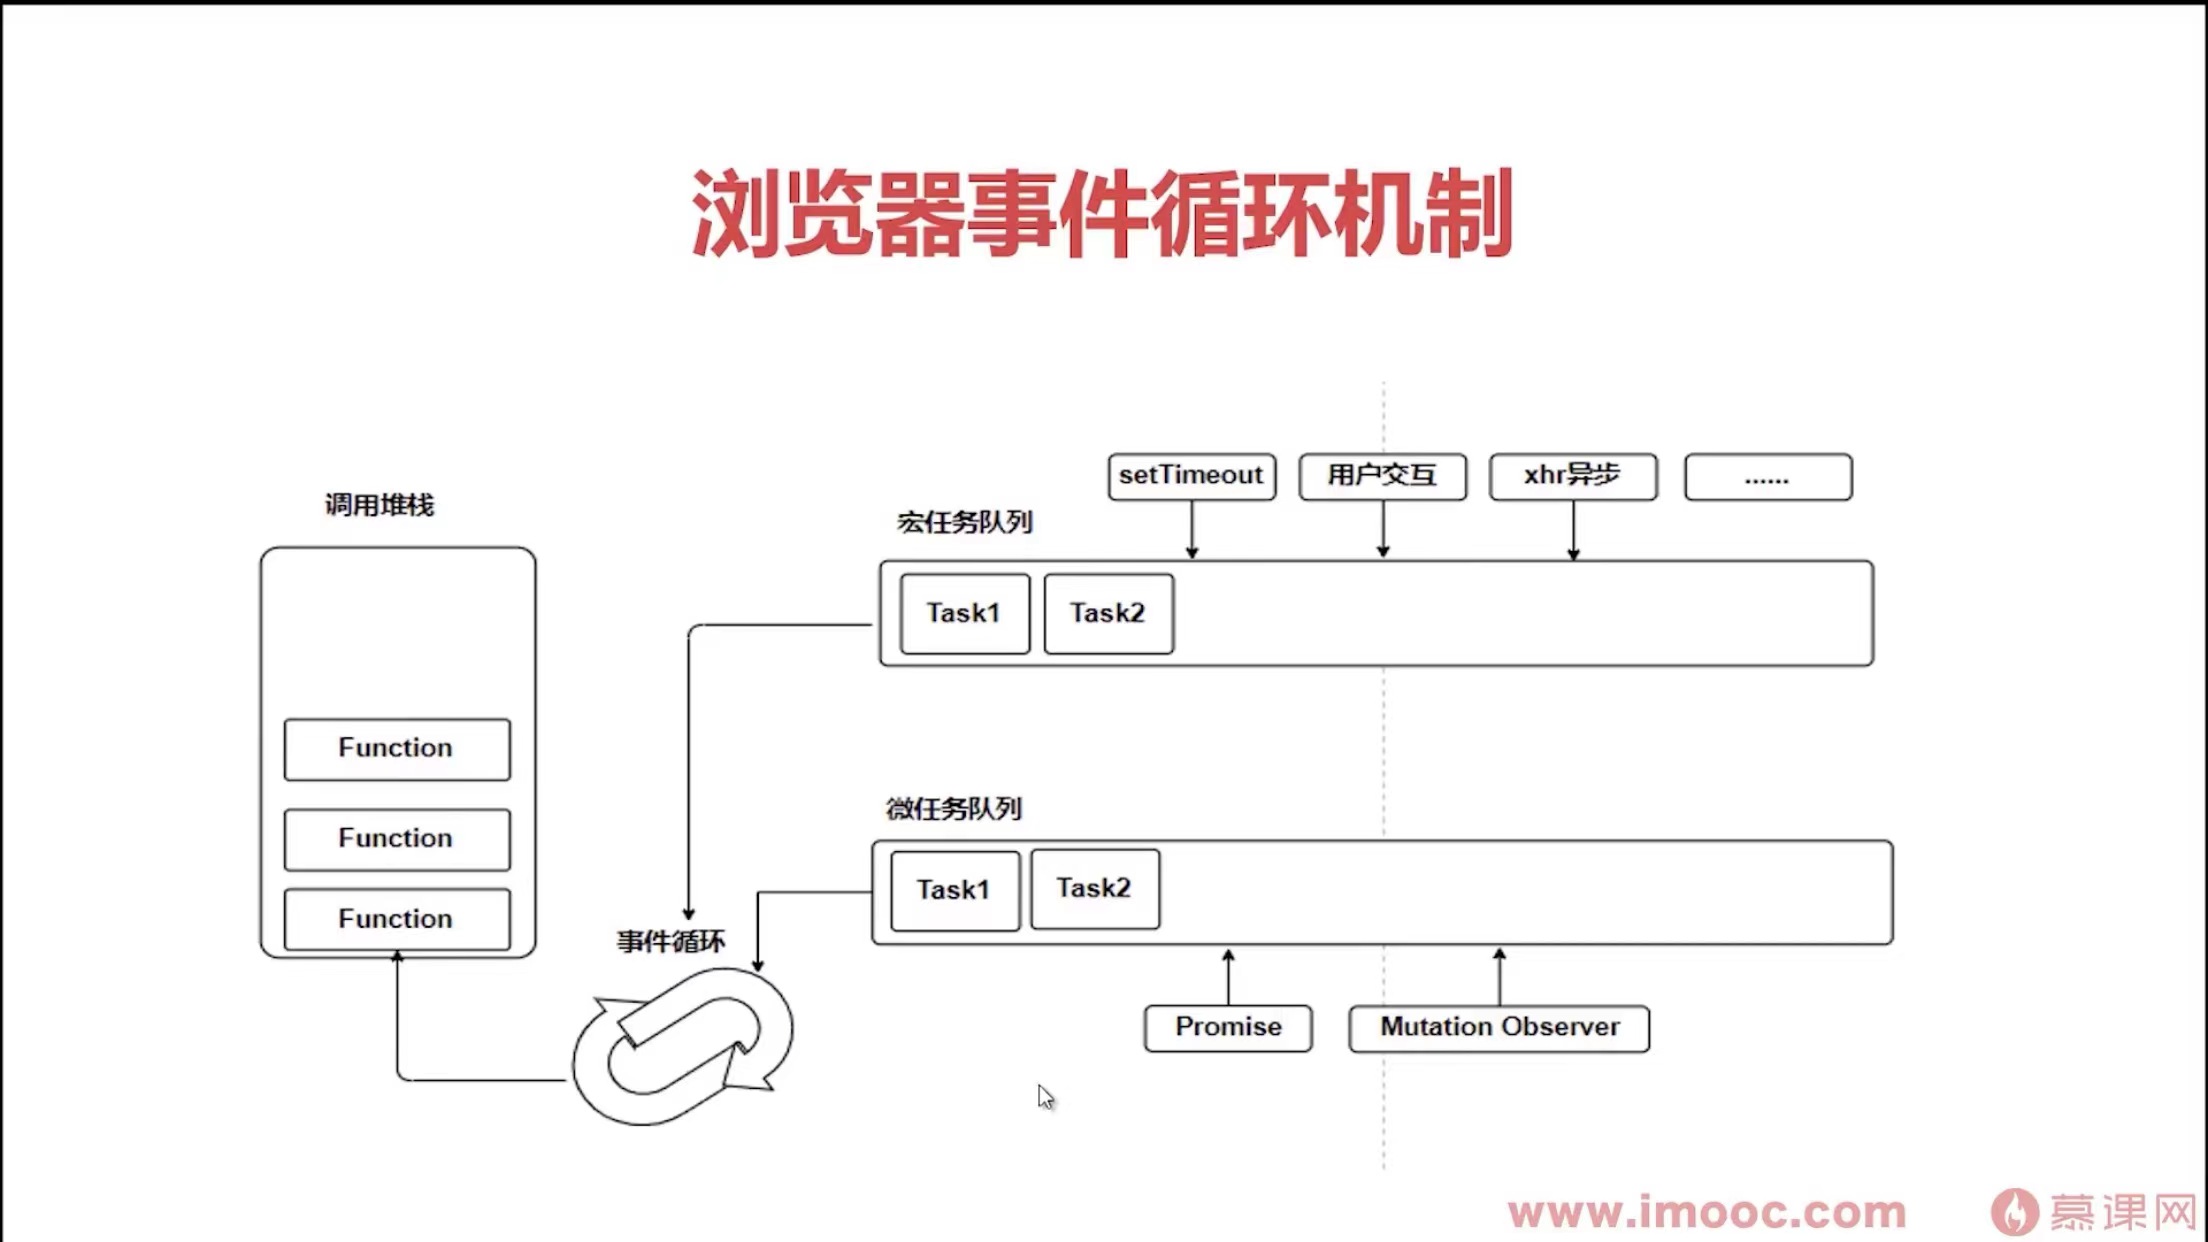 浏览器事件循环机制
setTimeout
用户交互
xhr异步
......
调用堆栈
宏任务队列
Task1
Task2
Function
Function
Function
微任务队列
Task1
Task2
事件循环
Promise
Mutation Observer
www.imooc.com
慕课网